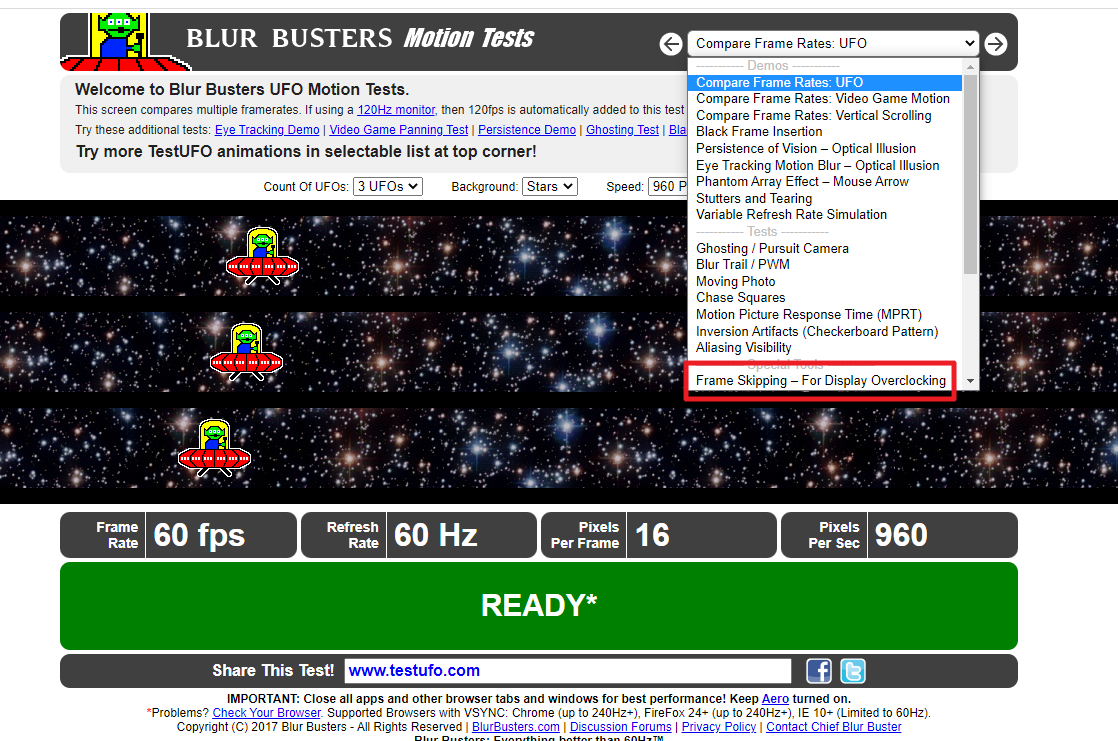 BLUR BUSTERS Motion Tests
Compare Frame Rates: UFO
----------- Demos -----------
Compare Frame Rates: UFO
Compare Frame Rates: Video Game Motion
Compare Frame Rates: Vertical Scrolling
Black Frame Insertion
Persistence of Vision – Optical Illusion
Eye Tracking Motion Blur – Optical Illusion
Phantom Array Effect – Mouse Arrow
Stutters and Tearing
Variable Refresh Rate Simulation
----------- Tests -----------
Ghosting / Pursuit Camera
Blur Trail / PWM
Moving Photo
Chase Squares
Motion Picture Response Time (MPRT)
Inversion Artifacts (Checkerboard Pattern)
Aliasing Visibility
Special Tools
Frame Skipping – For Display Overclocking
Welcome to Blur Busters UFO Motion Tests.
This screen compares multiple framerates. If using a 120Hz monitor, then 120fps is automatically added to this test
Try these additional tests: Eye Tracking Demo | Video Game Panning Test | Persistence Demo | Ghosting Test | Bla
Try more TestUFO animations in selectable list at top corner!
Count Of UFOs: 3 UFOs Background: Stars Speed: 960 P
Frame Rate 60 fps
Refresh Rate 60 Hz
Pixels Per Frame 16
Pixels Per Sec 960
READY*
Share This Test! www.testufo.com
IMPORTANT: Close all apps and other browser tabs and windows for best performance! Keep Aero turned on.
*Problems? Check Your Browser. Supported Browsers with VSYNC: Chrome (up to 240Hz+), FireFox 24+ (up to 240Hz+), IE 10+ (Limited to 60Hz).
Copyright (C) 2017 Blur Busters - All Rights Reserved | BlurBusters.com | Discussion Forums | Privacy Policy | Contact Chief Blur Buster
Blur Busters: Everything better than 60Hz™